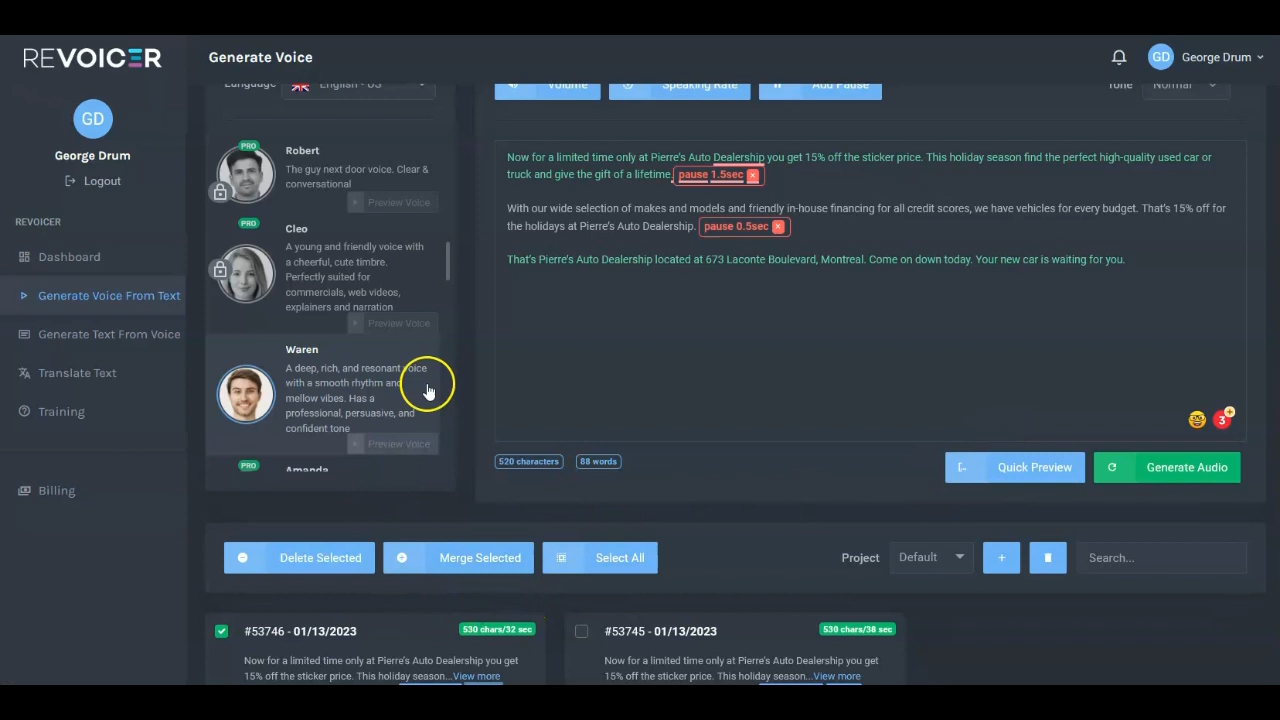 REVOICER
Generate Voice
GD
George Drum
GD
George Drum
Logout
REVOICER
Dashboard
Generate Voice From Text
Generate Text From Voice
Translate Text
Training
Billing
Language
English - US
PRO
Robert
The guy next door voice. Clear &
conversational
Preview Voice
PRO
Cleo
A young and friendly voice with
a cheerful, cute timbre.
Perfectly suited for
commercials, web videos,
explainers and narration
Preview Voice
Waren
A deep, rich, and resonant voice
with a smooth rhythm and
mellow vibes. Has a
professional, persuasive, and
confident tone
Preview Voice
PRO
Amanda
Volume
Speaking Rate
Add Pause
Tone
Normal
Now for a limited time only at Pierre's Auto Dealership you get 15% off the sticker price. This holiday season find the perfect high-quality used car or
truck and give the gift of a lifetime. pause 1.5sec ×
With our wide selection of makes and models and friendly in-house financing for all credit scores, we have vehicles for every budget. That's 15% off for
the holidays at Pierre's Auto Dealership. pause 0.5sec ×
That's Pierre's Auto Dealership located at 673 Laconte Boulevard, Montreal. Come on down today. Your new car is waiting for you.
3
520 characters
88 words
Quick Preview
Generate Audio
Delete Selected
Merge Selected
Select All
Project
Default
+
Search...
#53746 - 01/13/2023
530 chars/32 sec
Now for a limited time only at Pierre's Auto Dealership you get
15% off the sticker price. This holiday season...View more
#53745 - 01/13/2023
530 chars/38 sec
Now for a limited time only at Pierre's Auto Dealership you get
15% off the sticker price. This holiday season...View more